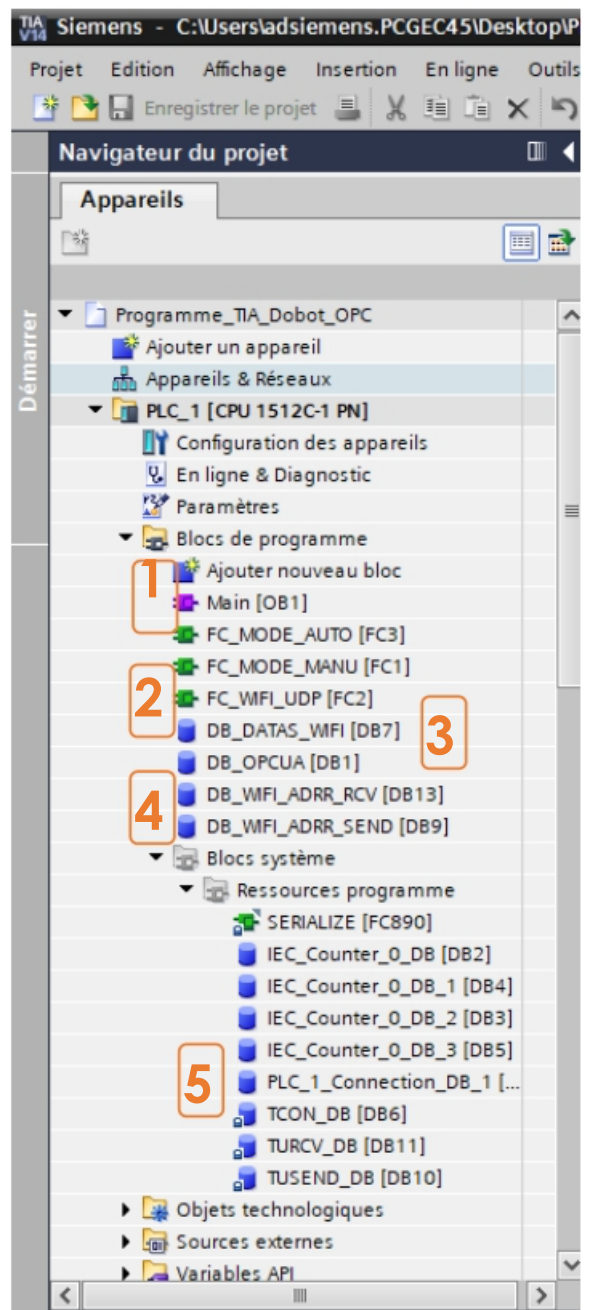 TIA V14 Siemens - C:\Users\adsiemens.PCGEC45\Desktop\P
Projet Edition Affichage Insertion En ligne Outils
Enregistrer le projet
Navigateur du projet
Appareils
Démarrer
Programme_TIA_Dobot_OPC
Ajouter un appareil
Appareils & Réseaux
PLC_1 [CPU 1512C-1 PN]
Configuration des appareils
En ligne & Diagnostic
Paramètres
Blocs de programme
1
Ajouter nouveau bloc
Main [OB1]
FC_MODE_AUTO [FC3]
FC_MODE_MANU [FC1]
2
FC_WIFI_UDP [FC2]
DB_DATAS_WIFI [DB7]
3
DB_OPCUA [DB1]
DB_WIFI_ADRR_RCV [DB13]
4
DB_WIFI_ADRR_SEND [DB9]
Blocs système
Ressources programme
SERIALIZE [FC890]
IEC_Counter_0_DB [DB2]
IEC_Counter_0_DB_1 [DB4]
IEC_Counter_0_DB_2 [DB3]
IEC_Counter_0_DB_3 [DB5]
5
PLC_1_Connection_DB_1 [...
TCON_DB [DB6]
TURCV_DB [DB11]
TUSEND_DB [DB10]
Objets technologiques
Sources externes
Variables API